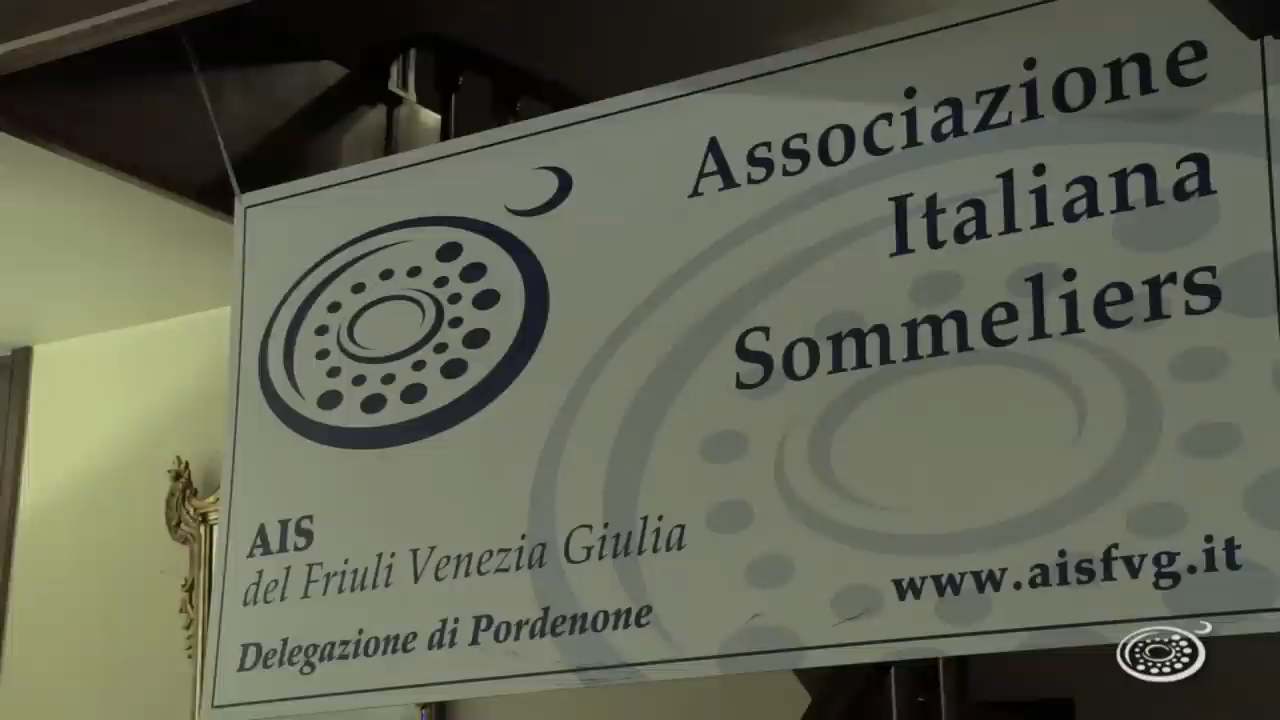 Associazione
Italiana
Sommeliers
AIS
del Friuli Venezia Giulia
Delegazione di Pordenone
www.aisfvg.it